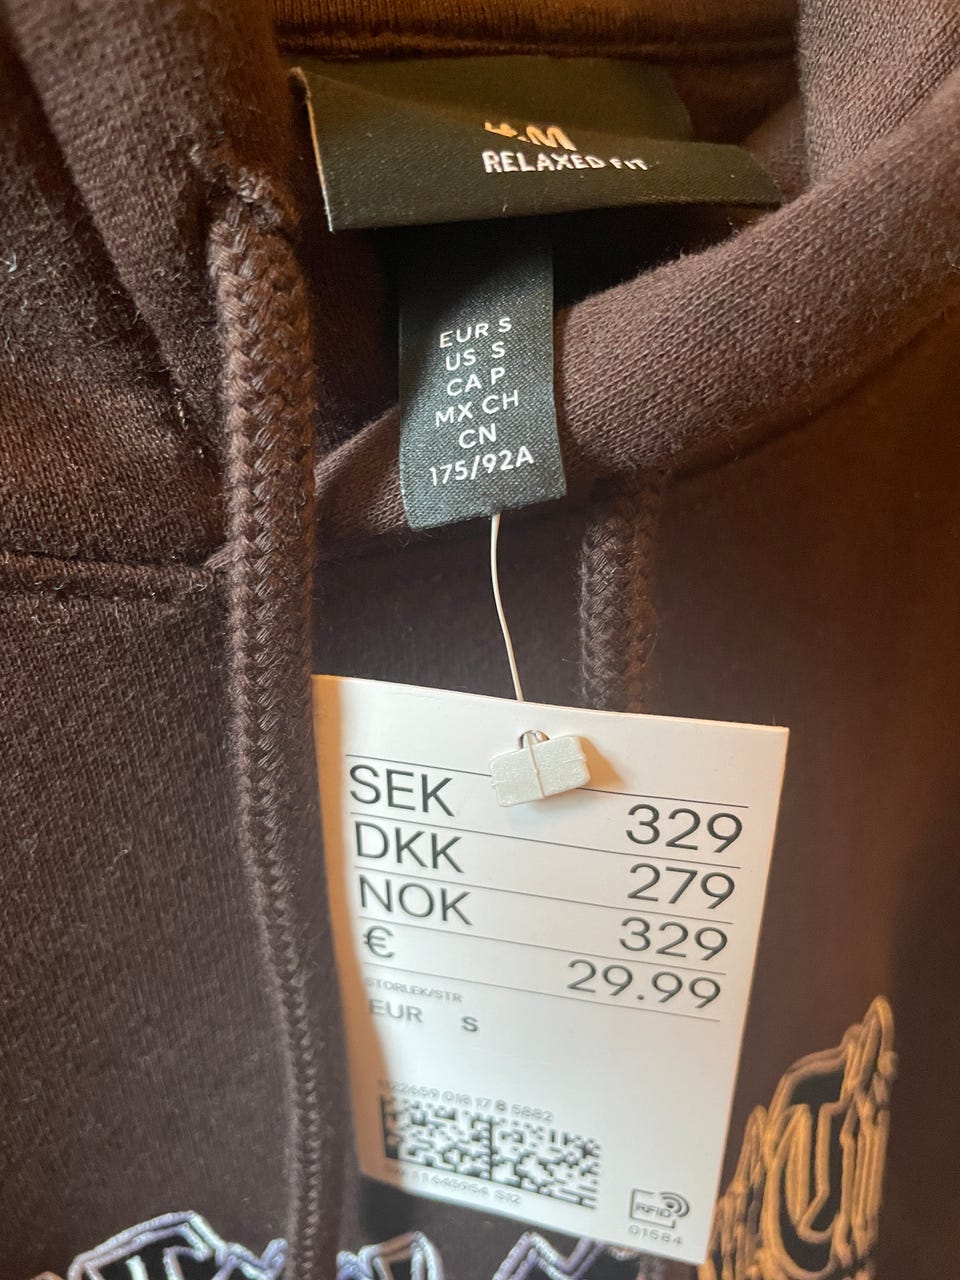 RELAXED FIT
EUR S
US S
CA P
MX CH
CN
175/92A
SEK 329
DKK 279
NOK 329
€ 29.99
STORLEK/STR
EUR S
RFID
01584